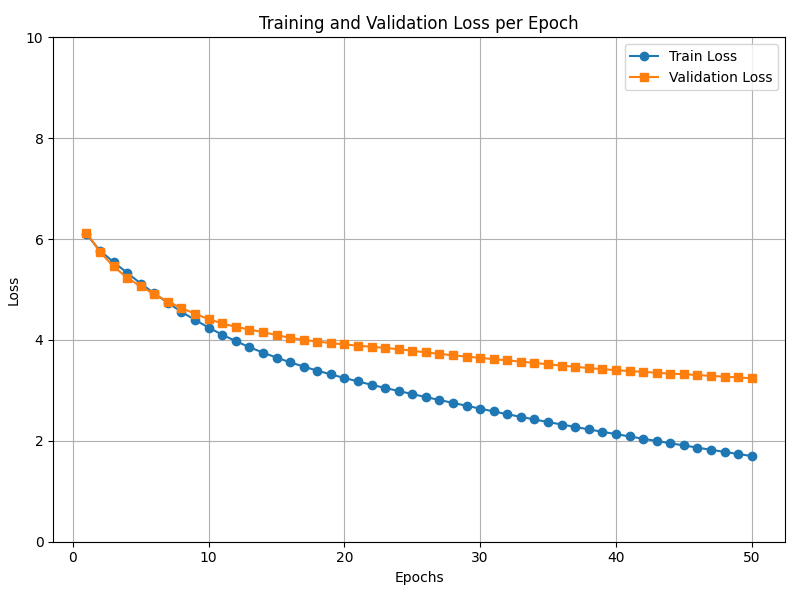 Training and Validation Loss per Epoch
Train Loss
Validation Loss
Loss
10
8
6
4
2
0
0 10 20 30 40 50
Epochs